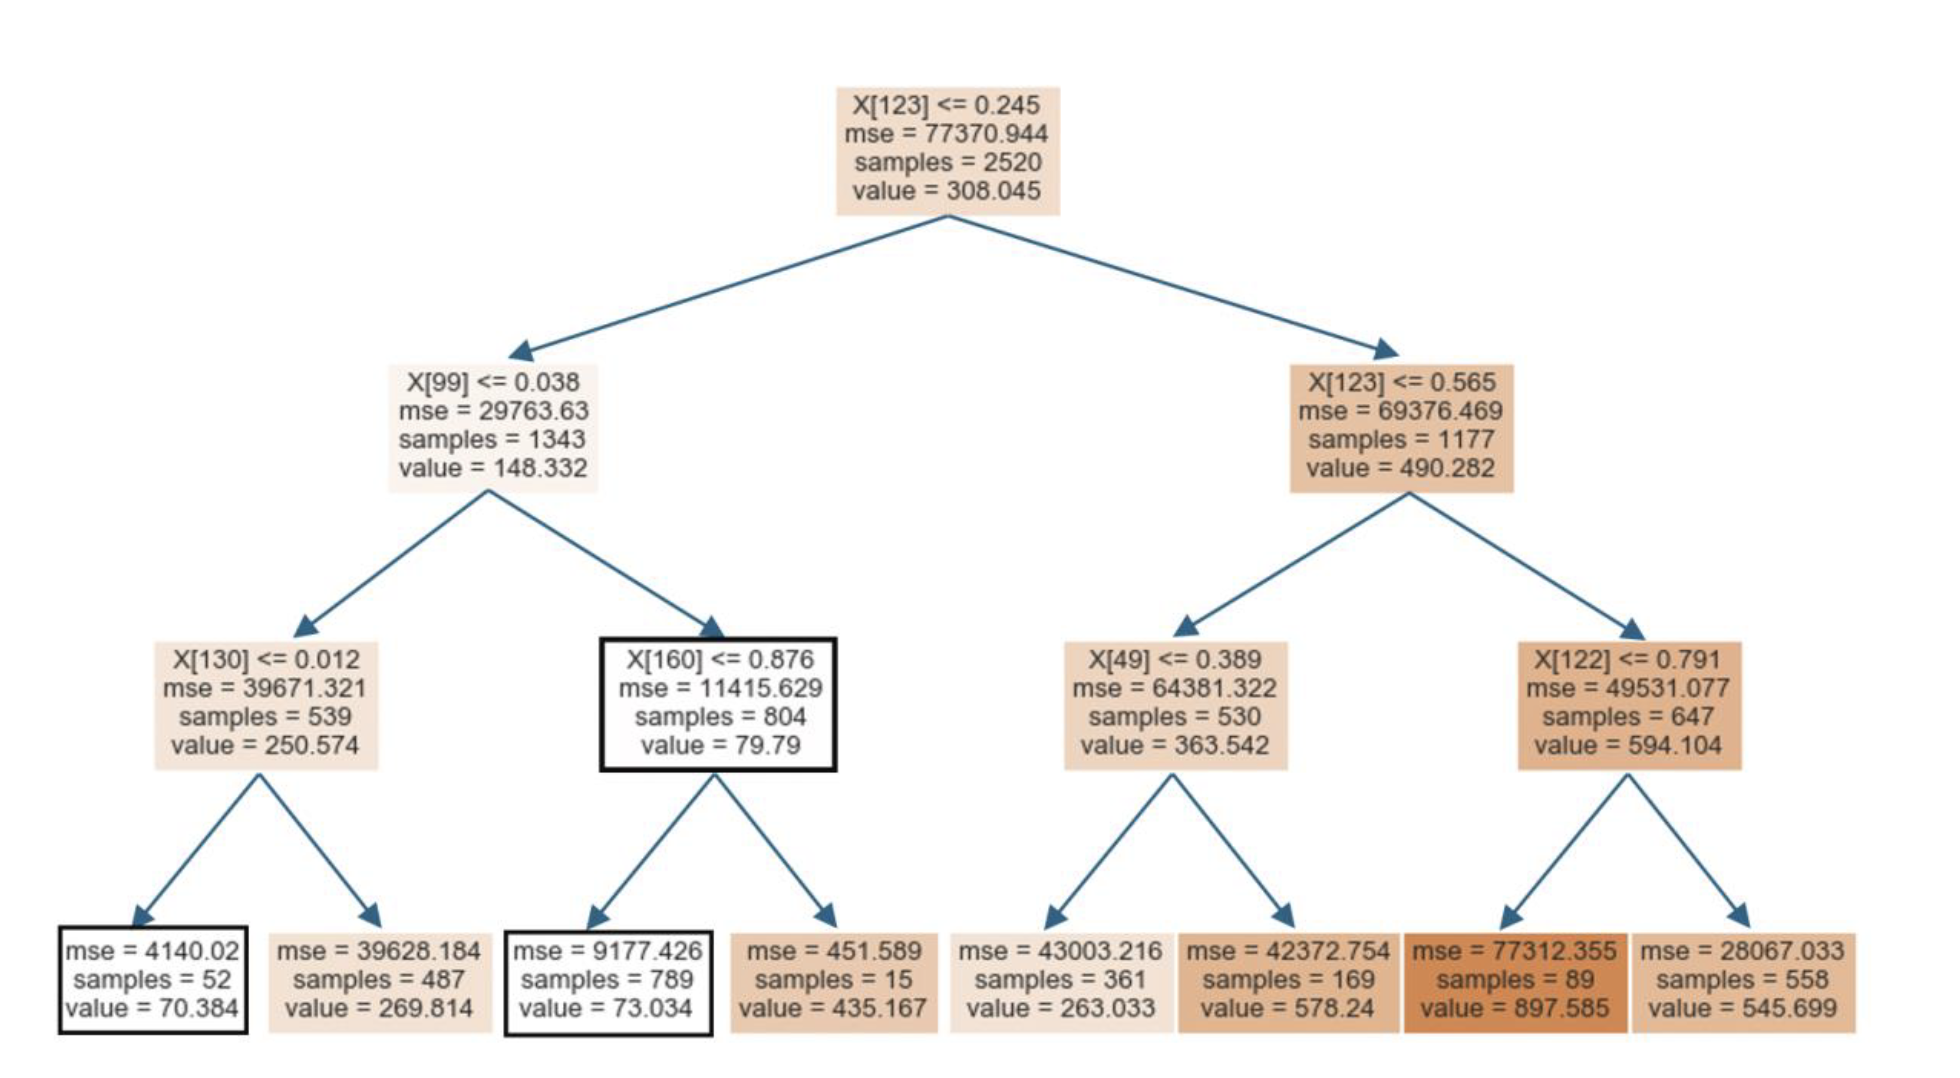 X[123] <= 0.245
mse = 77370.944
samples = 2520
value = 308.045
X[99] <= 0.038
mse = 29763.63
samples = 1343
value = 148.332
X[123] <= 0.565
mse = 69376.469
samples = 1177
value = 490.282
X[130] <= 0.012
mse = 39671.321
samples = 539
value = 250.574
X[160] <= 0.876
mse = 11415.629
samples = 804
value = 79.79
X[49] <= 0.389
mse = 64381.322
samples = 530
value = 363.542
X[122] <= 0.791
mse = 49531.077
samples = 647
value = 594.104
mse = 4140.02
samples = 52
value = 70.384
mse = 39628.184
samples = 487
value = 269.814
mse = 9177.426
samples = 789
value = 73.034
mse = 451.589
samples = 15
value = 435.167
mse = 43003.216
samples = 361
value = 263.033
mse = 42372.754
samples = 169
value = 578.24
mse = 77312.355
samples = 89
value = 897.585
mse = 28067.033
samples = 558
value = 545.699